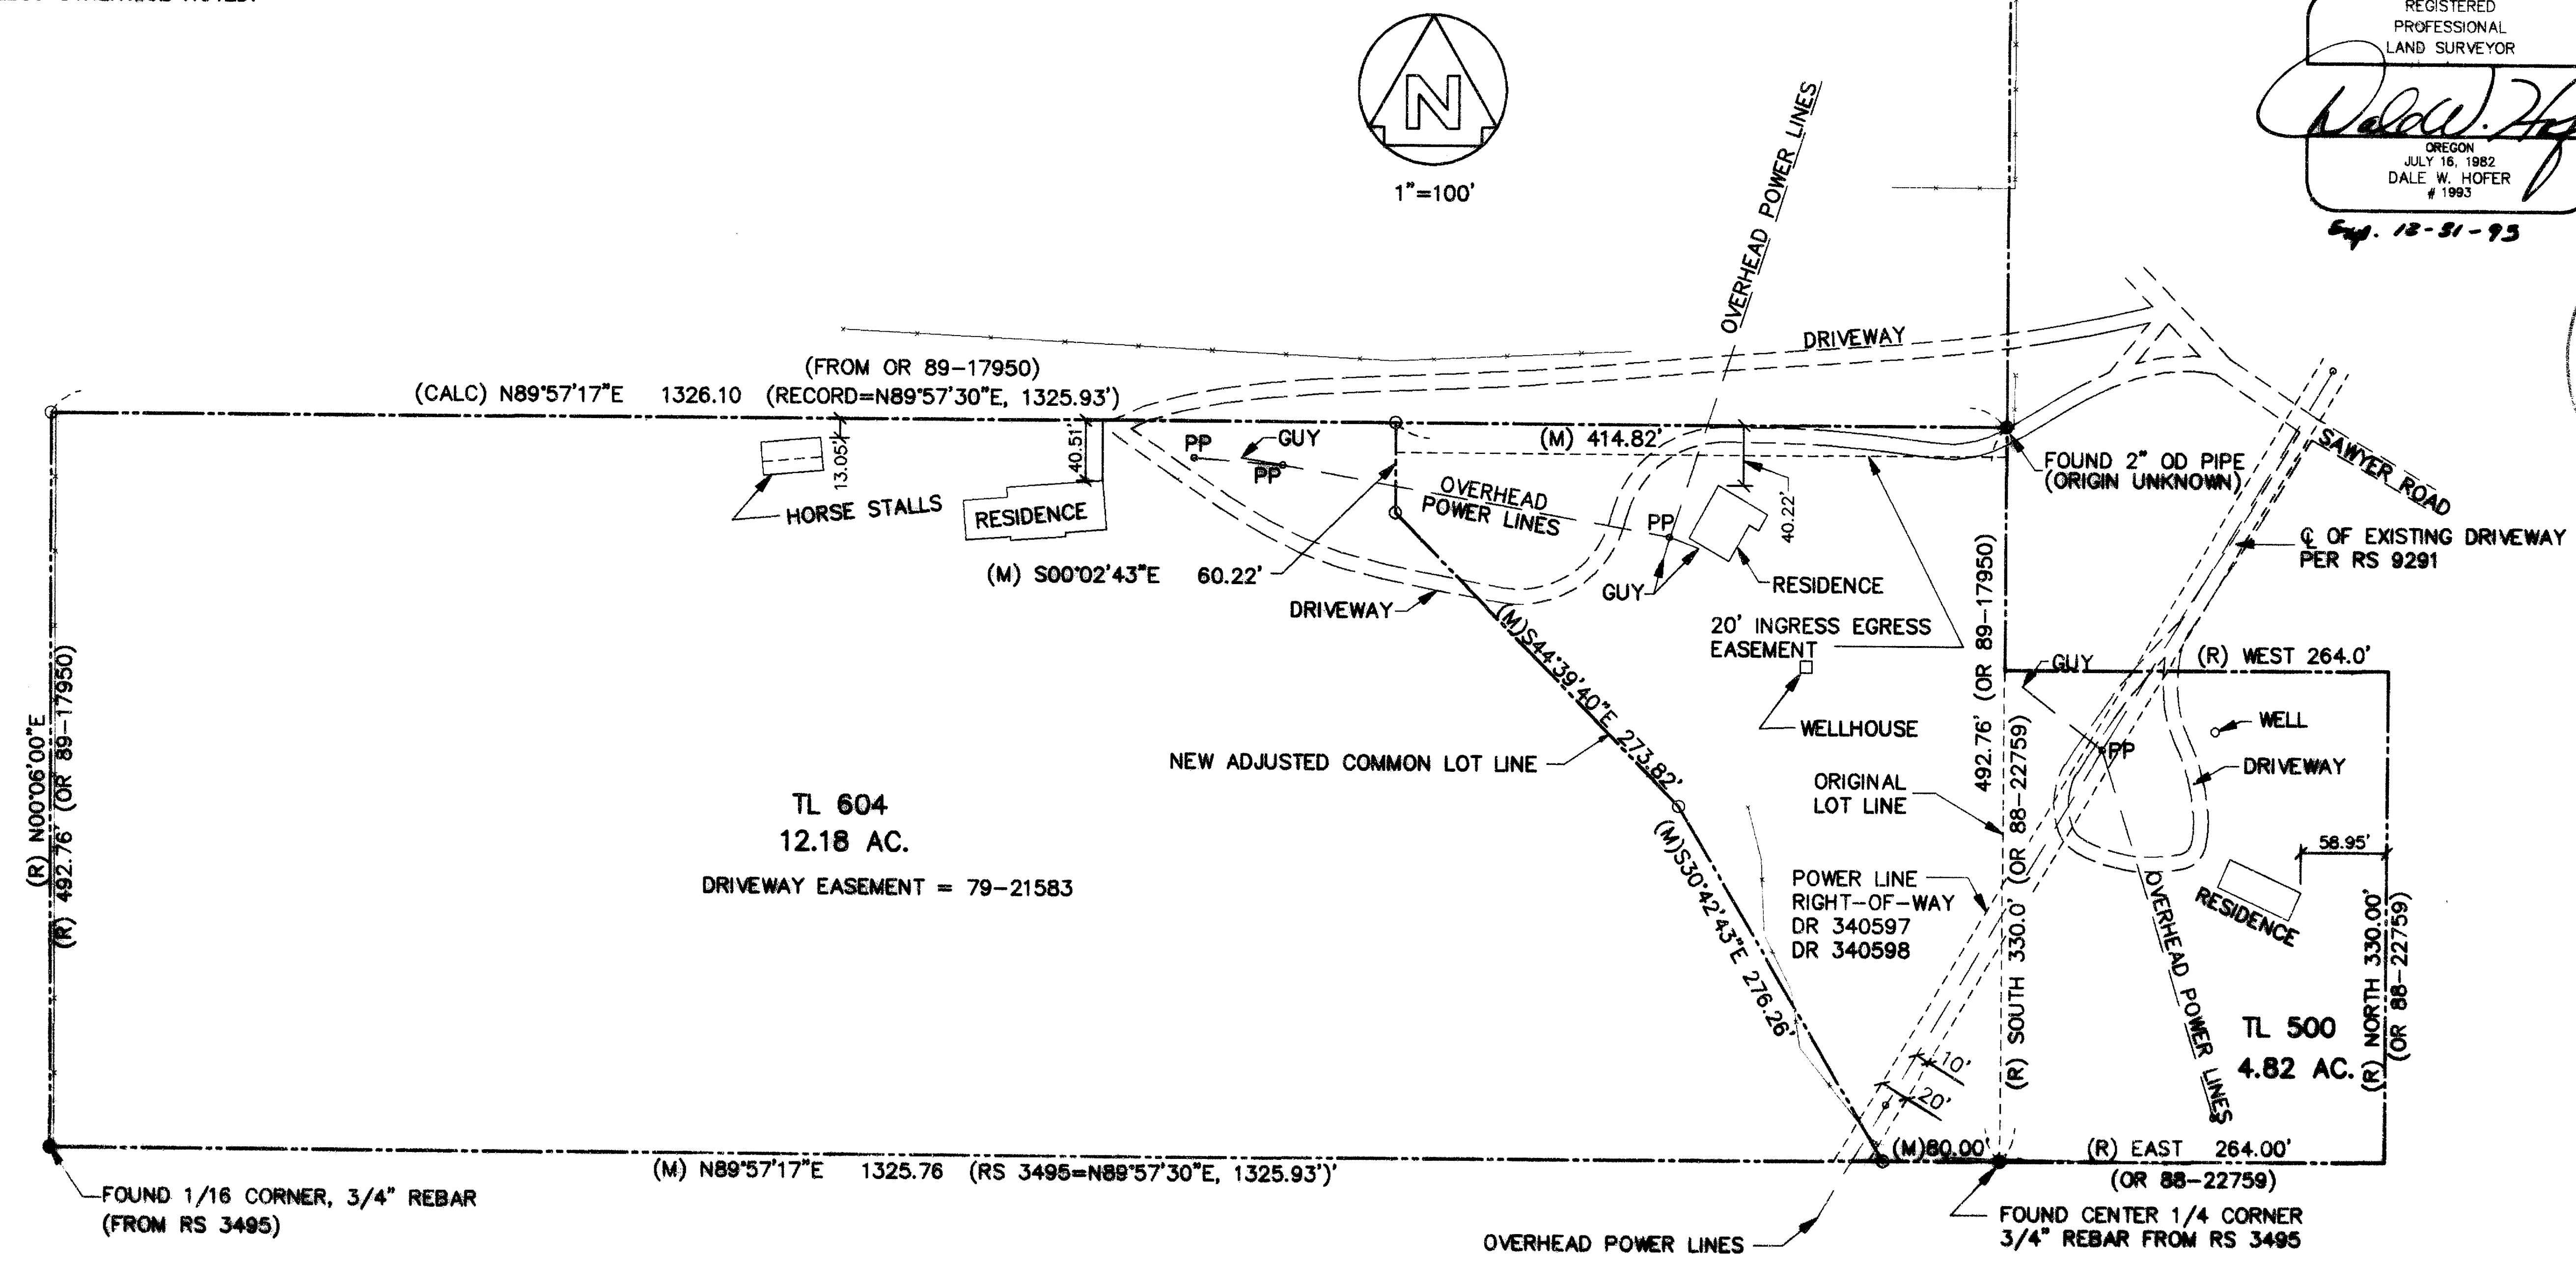 REGISTERED
PROFESSIONAL
LAND SURVEYOR
OREGON
JULY 16, 1982
DALE W. HOFER
# 1993
Exp. 12-31-93
N
1"=100'
OVERHEAD POWER LINES
DRIVEWAY
(FROM OR 89-17950)
(CALC) N89°57'17"E 1326.10 (RECORD=N89°57'30"E, 1325.93')
13.05'
40.51'
PP
GUY
PP
(M) 414.82'
HORSE STALLS
RESIDENCE
OVERHEAD
POWER LINES
PP
40.22'
FOUND 2" OD PIPE
(ORIGIN UNKNOWN)
SAWYER ROAD
℄ OF EXISTING DRIVEWAY
PER RS 9291
(M) S00°02'43"E 60.22'
DRIVEWAY
GUY
RESIDENCE
20' INGRESS EGRESS
EASEMENT
492.76' (OR 89-17950)
(M)S44°39'40"E 273.82'
GUY
(R) WEST 264.0'
WELLHOUSE
WELL
PP
DRIVEWAY
NEW ADJUSTED COMMON LOT LINE
ORIGINAL
LOT LINE
(R) N00°06'00"E
(R) 492.76' (OR 89-17950)
TL 604
12.18 AC.
DRIVEWAY EASEMENT = 79-21583
(M)S30°42'43"E 276.26'
POWER LINE
RIGHT-OF-WAY
DR 340597
DR 340598
(R) SOUTH 330.0' (OR 88-22759)
58.95'
RESIDENCE
OVERHEAD POWER LINES
(R) NORTH 330.00'
(OR 88-22759)
TL 500
4.82 AC.
10'
20'
(M)80.00'
(R) EAST 264.00'
(OR 88-22759)
(M) N89°57'17"E 1325.76 (RS 3495=N89°57'30"E, 1325.93')'
FOUND 1/16 CORNER, 3/4" REBAR
(FROM RS 3495)
OVERHEAD POWER LINES
FOUND CENTER 1/4 CORNER
3/4" REBAR FROM RS 3495